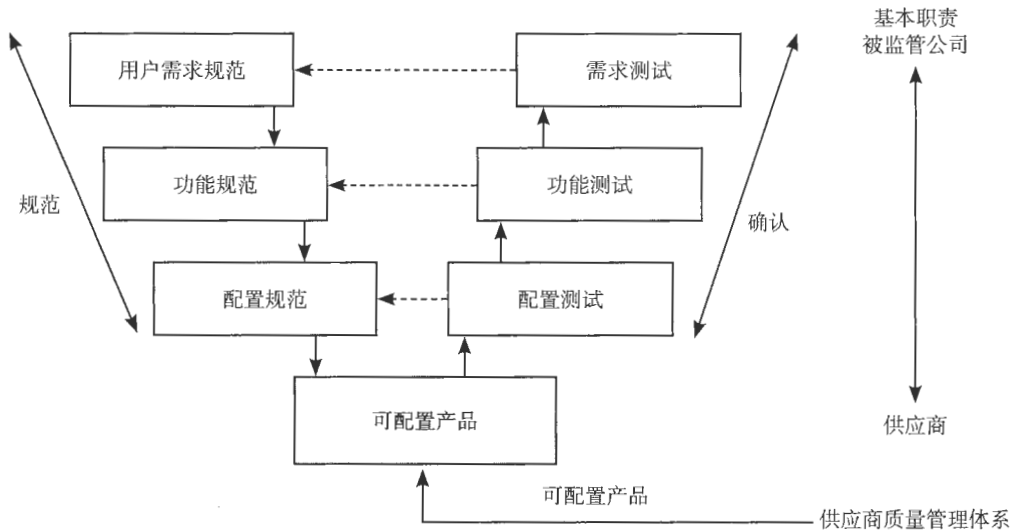 基本职责
被监管公司
用户需求规范
需求测试
功能规范
功能测试
规范
确认
配置规范
配置测试
可配置产品
供应商
可配置产品
供应商质量管理体系